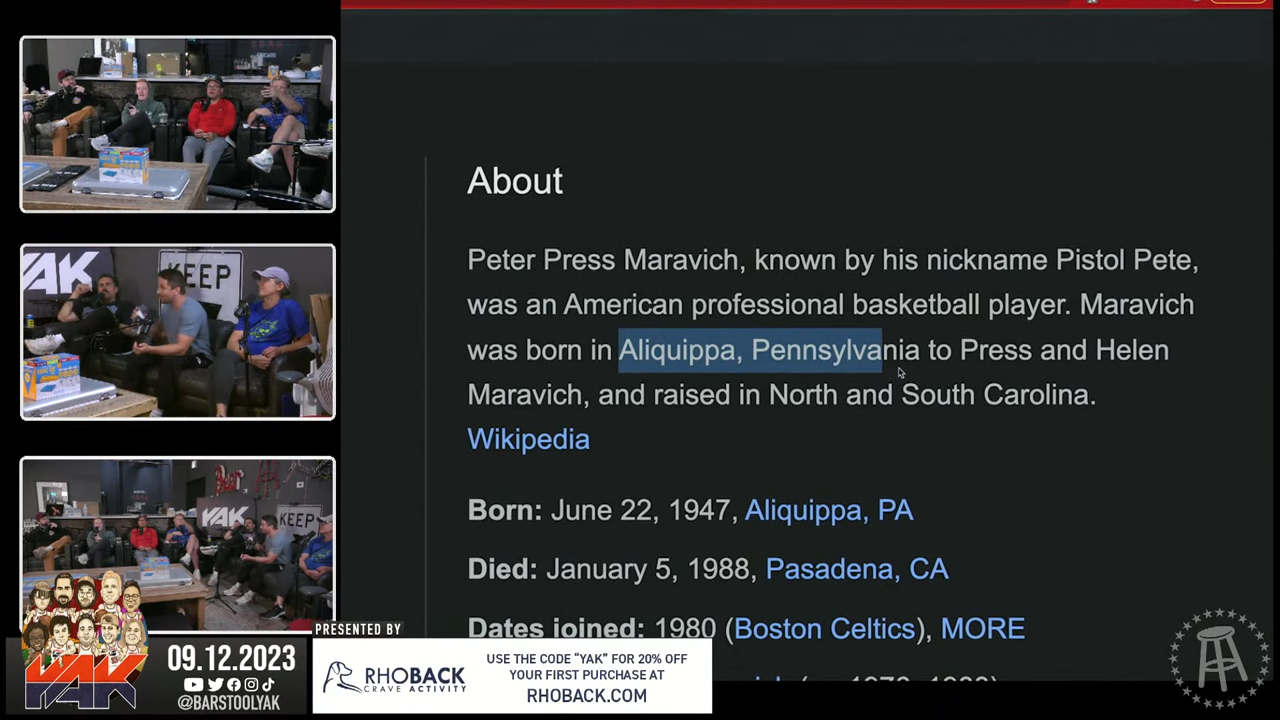 About
Peter Press Maravich, known by his nickname Pistol Pete,
was an American professional basketball player. Maravich
was born in Aliquippa, Pennsylvania to Press and Helen
Maravich, and raised in North and South Carolina.
Wikipedia
Born: June 22, 1947, Aliquippa, PA
Died: January 5, 1988, Pasadena, CA
Dates joined: 1980 (Boston Celtics), MORE
YAK
KEEP
Beer
YAK
KEEP
YAK
09.12.2023
@BARSTOOLYAK
PRESENTED BY
RHOBACK
CRAVE ACTIVITY
USE THE CODE “YAK” FOR 20% OFF
YOUR FIRST PURCHASE AT
RHOBACK.COM